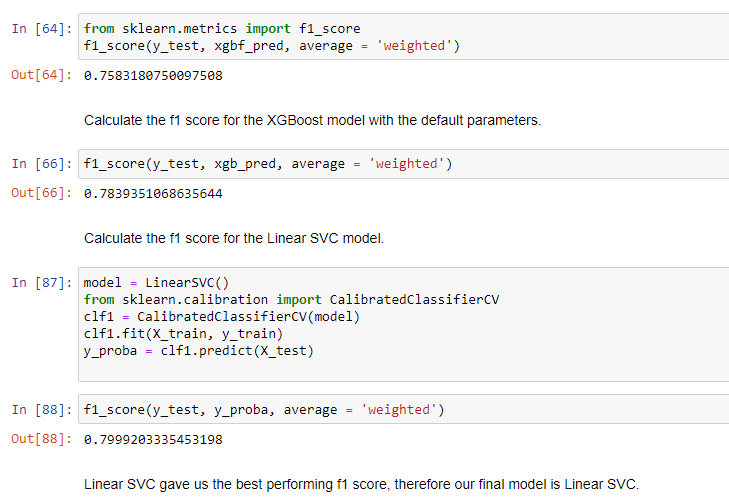 In [64]: from sklearn.metrics import f1_score
f1_score(y_test, xgbf_pred, average = 'weighted')
Out[64]: 0.7583180750097508
Calculate the f1 score for the XGBoost model with the default parameters.
In [66]: f1_score(y_test, xgb_pred, average = 'weighted')
Out[66]: 0.7839351068635644
Calculate the f1 score for the Linear SVC model.
In [87]: model = LinearSVC()
from sklearn.calibration import CalibratedClassifierCV
clf1 = CalibratedClassifierCV(model)
clf1.fit(X_train, y_train)
y_proba = clf1.predict(X_test)
In [88]: f1_score(y_test, y_proba, average = 'weighted')
Out[88]: 0.7999203335453198
Linear SVC gave us the best performing f1 score, therefore our final model is Linear SVC.